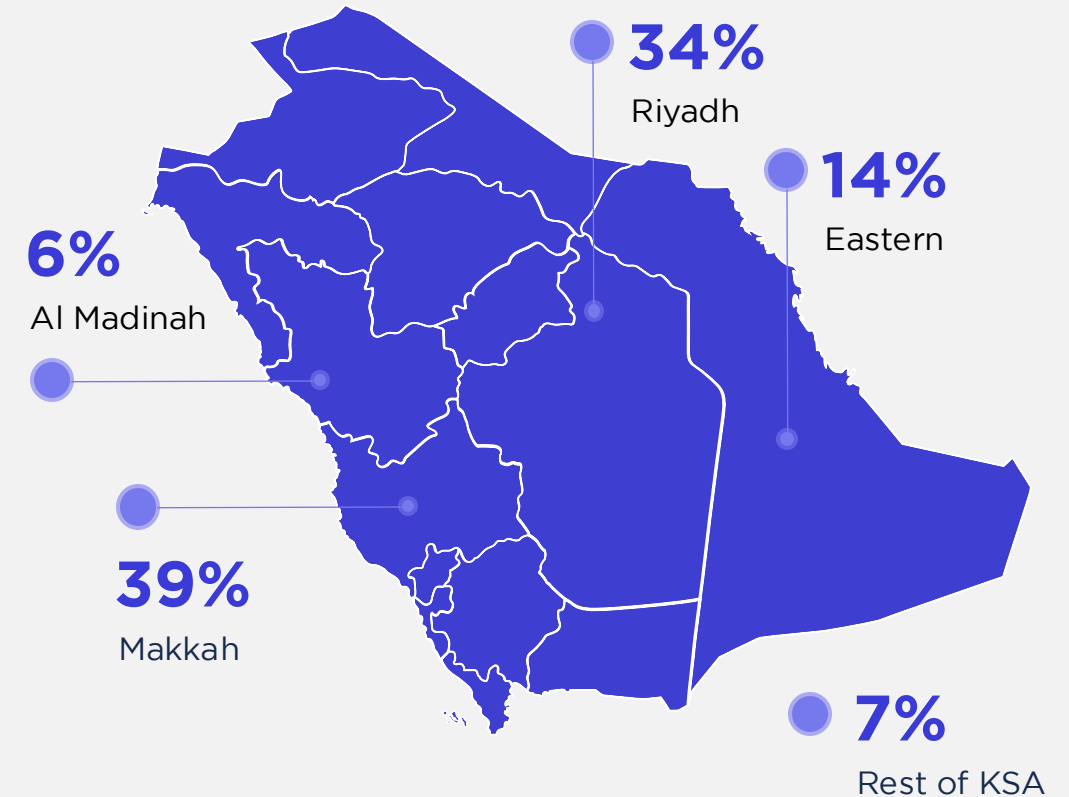 34%
Riyadh
14%
Eastern
6%
Al Madinah
39%
Makkah
7%
Rest of KSA